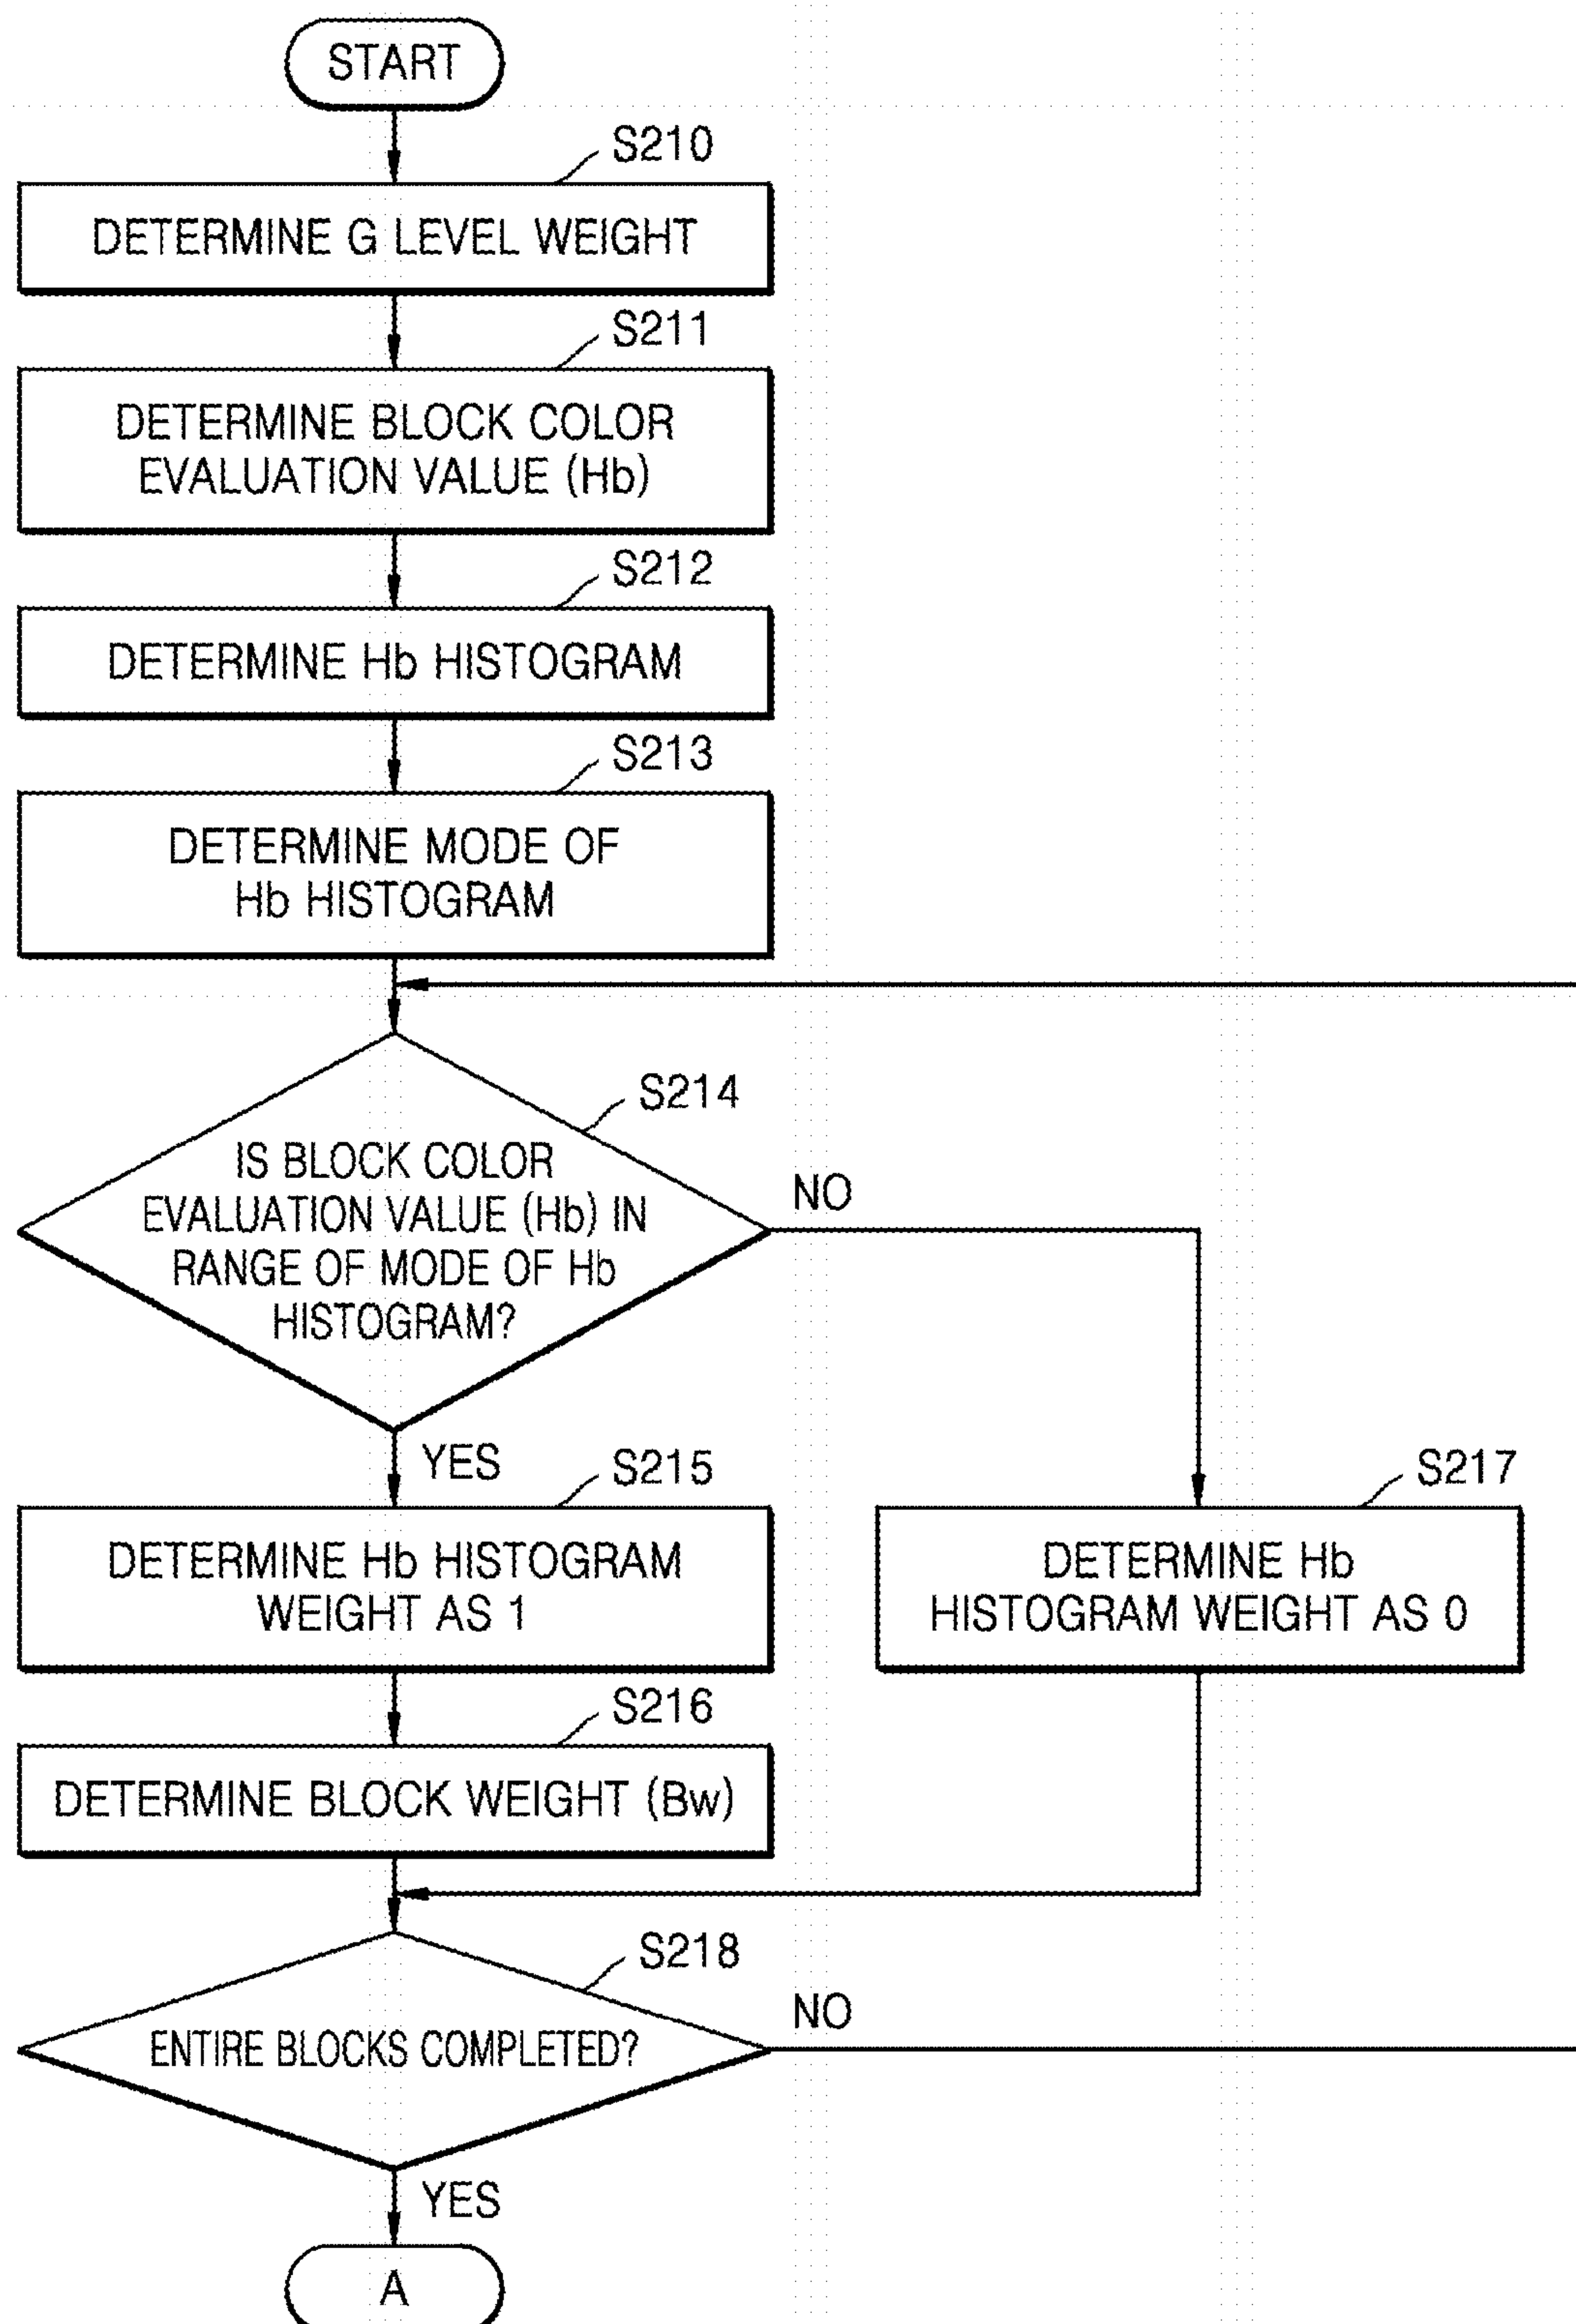 START
S210
DETERMINE G LEVEL WEIGHT
S211
DETERMINE BLOCK COLOR
EVALUATION VALUE (Hb)
S212
DETERMINE Hb HISTOGRAM
S213
DETERMINE MODE OF
Hb HISTOGRAM
S214
IS BLOCK COLOR
EVALUATION VALUE (Hb) IN
RANGE OF MODE OF Hb
HISTOGRAM?
NO
YES
S215
DETERMINE Hb HISTOGRAM
WEIGHT AS 1
S217
DETERMINE Hb
HISTOGRAM WEIGHT AS 0
S216
DETERMINE BLOCK WEIGHT (Bw)
S218
ENTIRE BLOCKS COMPLETED?
NO
YES
A